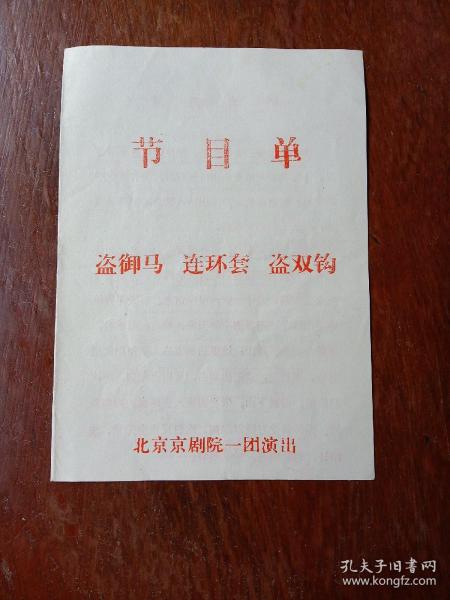 节目单
盗御马 连环套 盗双钩
北京京剧院一团演出
孔夫子旧书网
www.kongfz.com